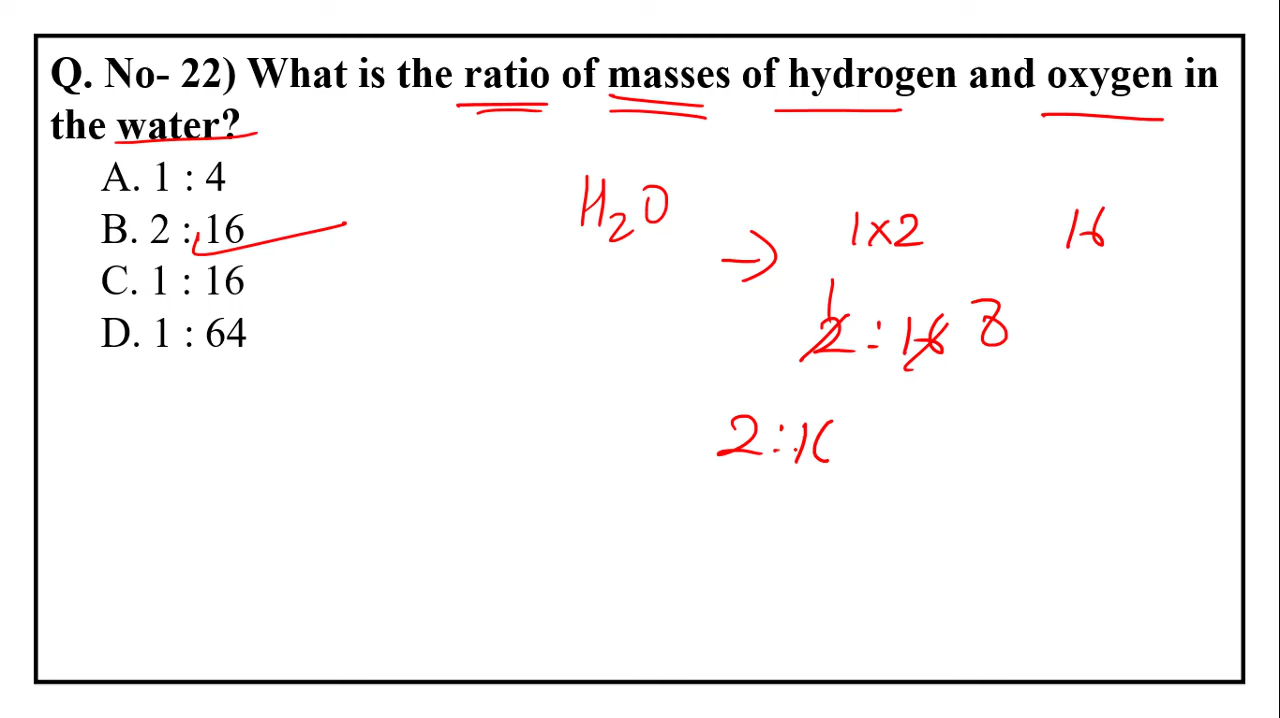 Q. No- 22) What is the ratio of masses of hydrogen and oxygen in
the water?
A. 1 : 4
B. 2 : 16
C. 1 : 16
D. 1 : 64
H₂O
→ 1×2 16
1
2 : 16 8
2 : 16